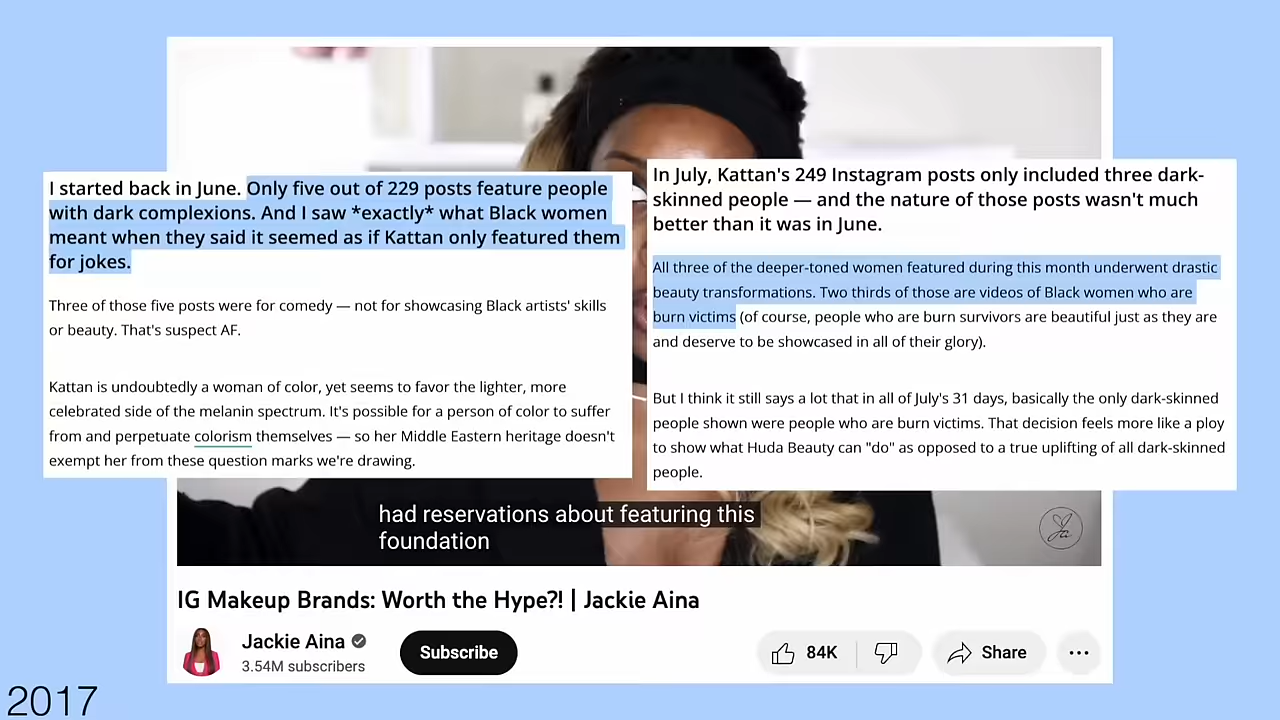 I started back in June. Only five out of 229 posts feature people
with dark complexions. And I saw *exactly* what Black women
meant when they said it seemed as if Kattan only featured them
for jokes.
Three of those five posts were for comedy — not for showcasing Black artists' skills
or beauty. That's suspect AF.
Kattan is undoubtedly a woman of color, yet seems to favor the lighter, more
celebrated side of the melanin spectrum. It's possible for a person of color to suffer
from and perpetuate colorism themselves — so her Middle Eastern heritage doesn't
exempt her from these question marks we're drawing.
In July, Kattan's 249 Instagram posts only included three dark-
skinned people — and the nature of those posts wasn't much
better than it was in June.
All three of the deeper-toned women featured during this month underwent drastic
beauty transformations. Two thirds of those are videos of Black women who are
burn victims (of course, people who are burn survivors are beautiful just as they are
and deserve to be showcased in all of their glory).
But I think it still says a lot that in all of July's 31 days, basically the only dark-skinned
people shown were people who are burn victims. That decision feels more like a ploy
to show what Huda Beauty can "do" as opposed to a true uplifting of all dark-skinned
people.
had reservations about featuring this
foundation
IG Makeup Brands: Worth the Hype?! | Jackie Aina
Jackie Aina
3.54M subscribers
Subscribe
84K
Share
2017